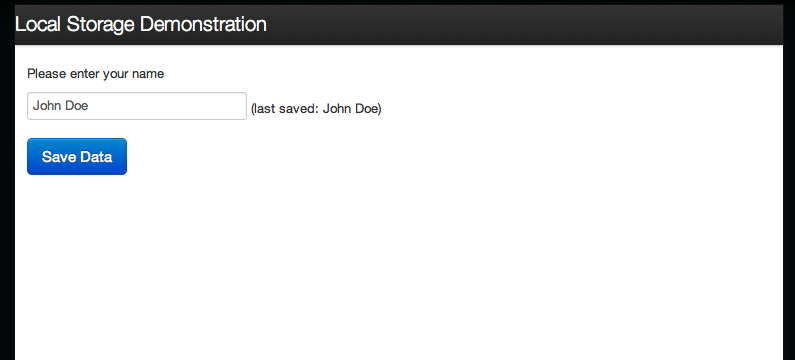 Local Storage Demonstration
Please enter your name
John Doe (last saved: John Doe)
Save Data